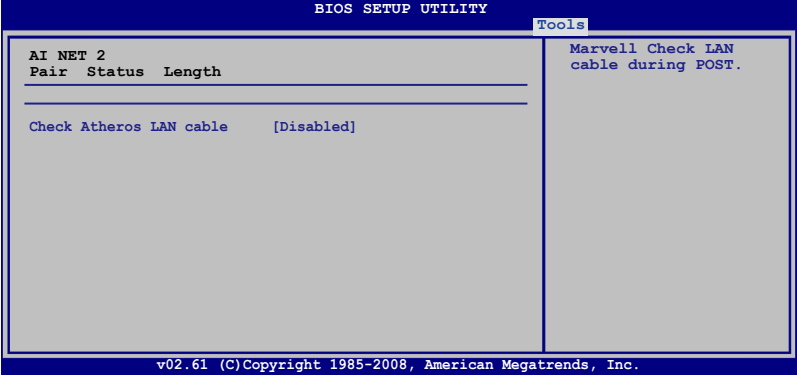 BIOS SETUP UTILITY
Tools
AI NET 2
Pair Status Length
Check Atheros LAN cable [Disabled]
Marvell Check LAN
cable during POST.
v02.61 (C)Copyright 1985-2008, American Megatrends, Inc.